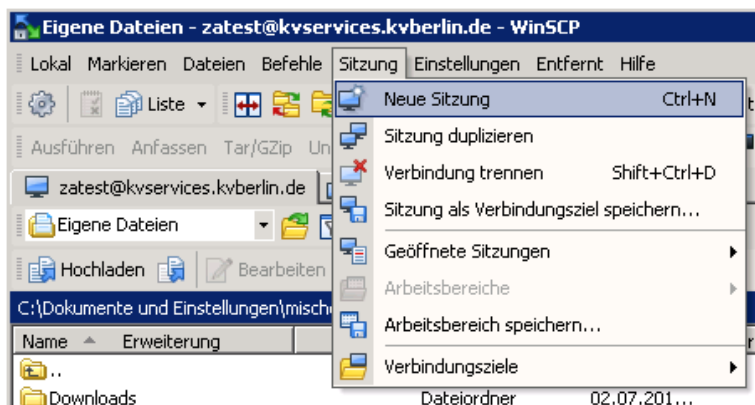 Eigene Dateien - zatest@kvservices.kvberlin.de - WinSCP
Lokal Markieren Dateien Befehle Sitzung Einstellungen Entfernt Hilfe
Liste
Neue Sitzung Ctrl+N
Ausführen Anfassen Tar/GZip
Sitzung duplizieren
Verbindung trennen Shift+Ctrl+D
zatest@kvservices.kvberlin.de
Sitzung als Verbindungsziel speichern...
Eigene Dateien
Geöffnete Sitzungen
Hochladen Bearbeiten
Arbeitsbereiche
C:\Dokumente und Einstellungen\misch
Arbeitsbereich speichern...
Name Erweiterung
Verbindungsziele
..
Downloads Dateiordner 02.07.201...